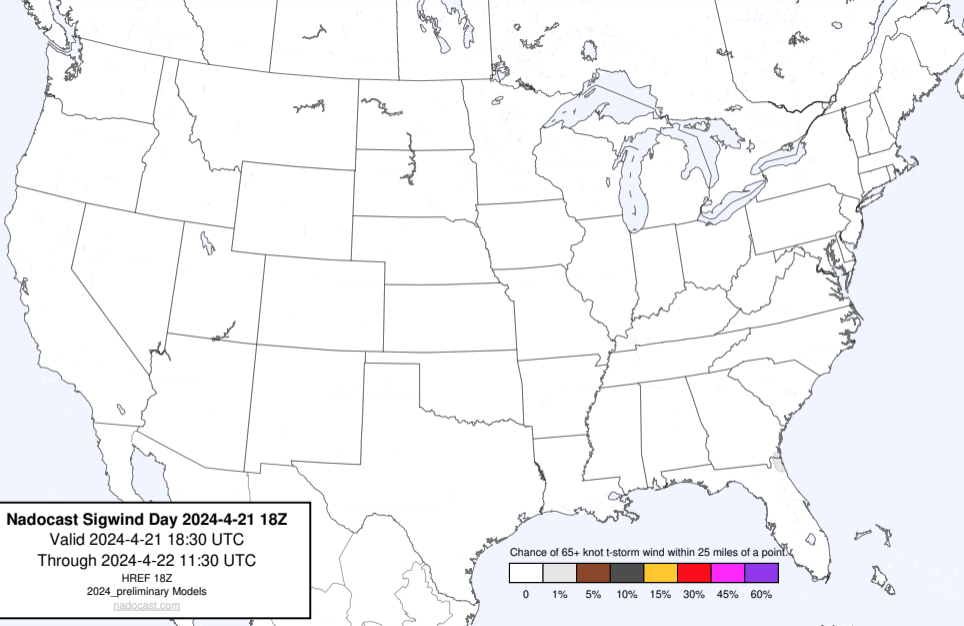 Nadocast Sigwind Day 2024-4-21 18Z
Valid 2024-4-21 18:30 UTC
Through 2024-4-22 11:30 UTC
HREF 18Z
2024_preliminary Models
nadocast.com
Chance of 65+ knot t-storm wind within 25 miles of a point.
0 1% 5% 10% 15% 30% 45% 60%